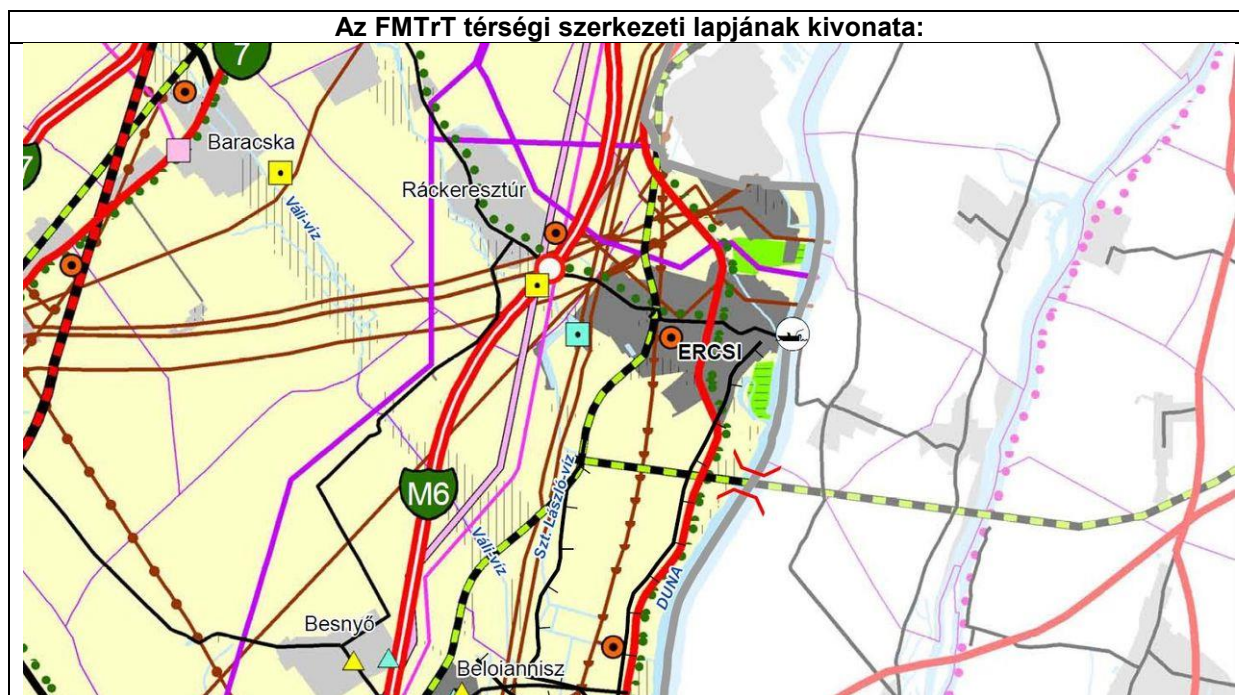 Az FMTrT térségi szerkezeti lapjának kivonata:
7
Baracska
7
Ráckeresztúr
Váli-víz
ERCSI
M6
Szt. László-víz
Váli-víz
DUNA
Besnyő
Beloiannisz